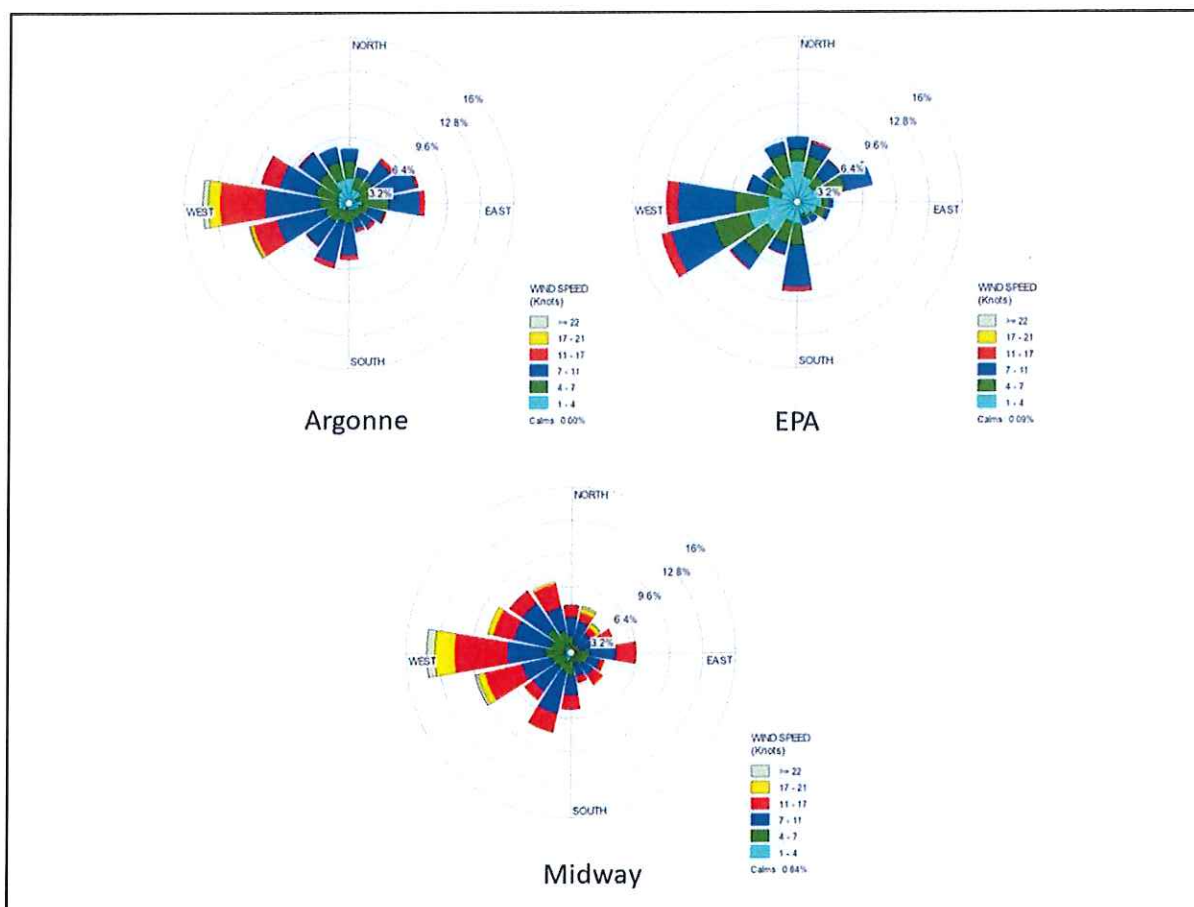 NORTH
16%
12.8%
9.6%
6.4%
3.2%
WEST
EAST
SOUTH
WIND SPEED
(Knots)
>= 22
17 - 21
11 - 17
7 - 11
4 - 7
1 - 4
Calms: 0.00%
Argonne
NORTH
16%
12.8%
9.6%
6.4%
3.2%
WEST
EAST
SOUTH
WIND SPEED
(Knots)
>= 22
17 - 21
11 - 17
7 - 11
4 - 7
1 - 4
Calms: 0.09%
EPA
NORTH
16%
12.8%
9.6%
6.4%
3.2%
WEST
EAST
SOUTH
WIND SPEED
(Knots)
>= 22
17 - 21
11 - 17
7 - 11
4 - 7
1 - 4
Calms: 0.84%
Midway